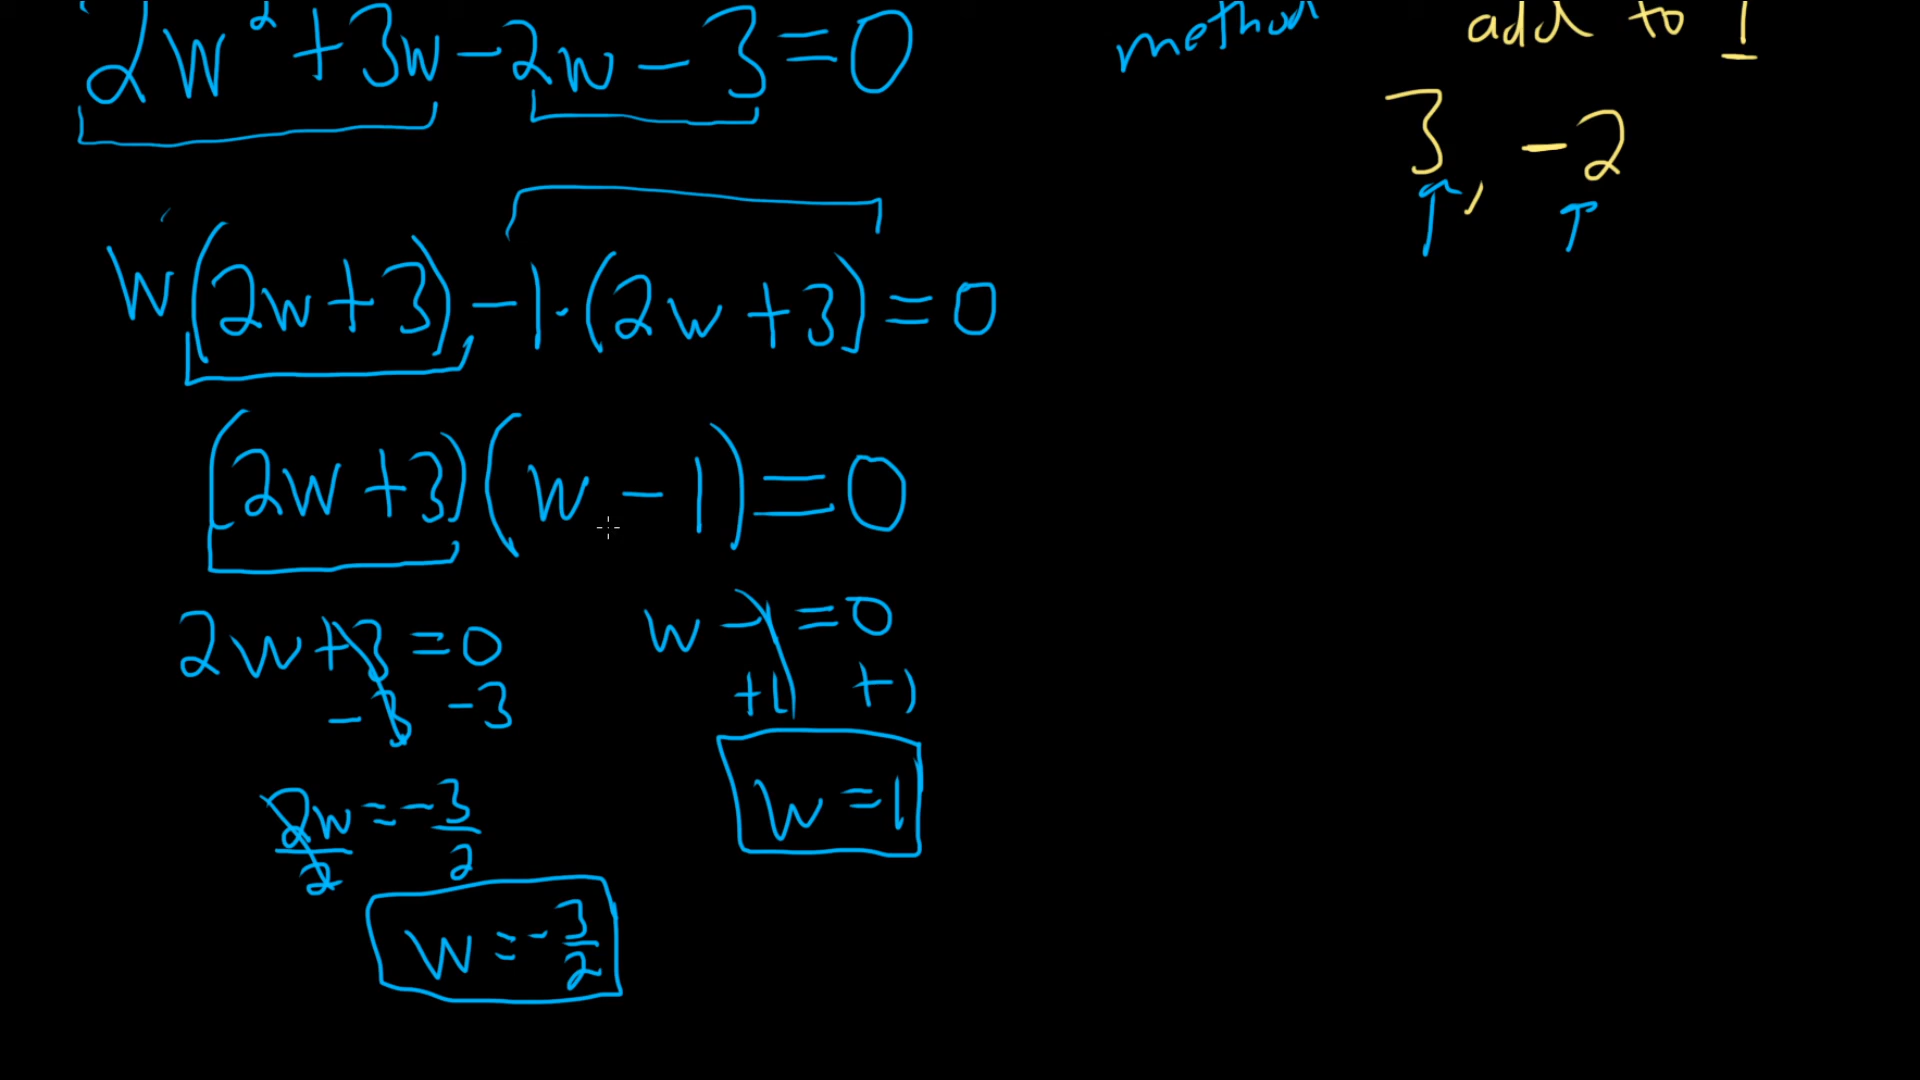 2w² + 3w - 2w - 3 = 0
method
add to 1
3, -2
w(2w + 3) - 1 · (2w + 3) = 0
(2w + 3)(w - 1) = 0
2w + 3 = 0
- 3 - 3
w - 1 = 0
+1 +1
2w/2 = -3/2
w = 1
w = -3/2